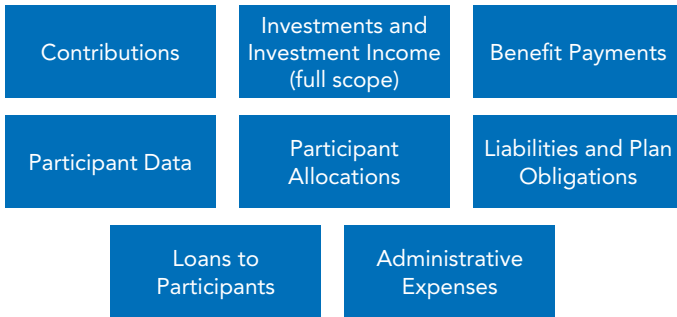 Contributions
Investments and
Investment Income
(full scope)
Benefit Payments
Participant Data
Participant
Allocations
Liabilities and Plan
Obligations
Loans to
Participants
Administrative
Expenses